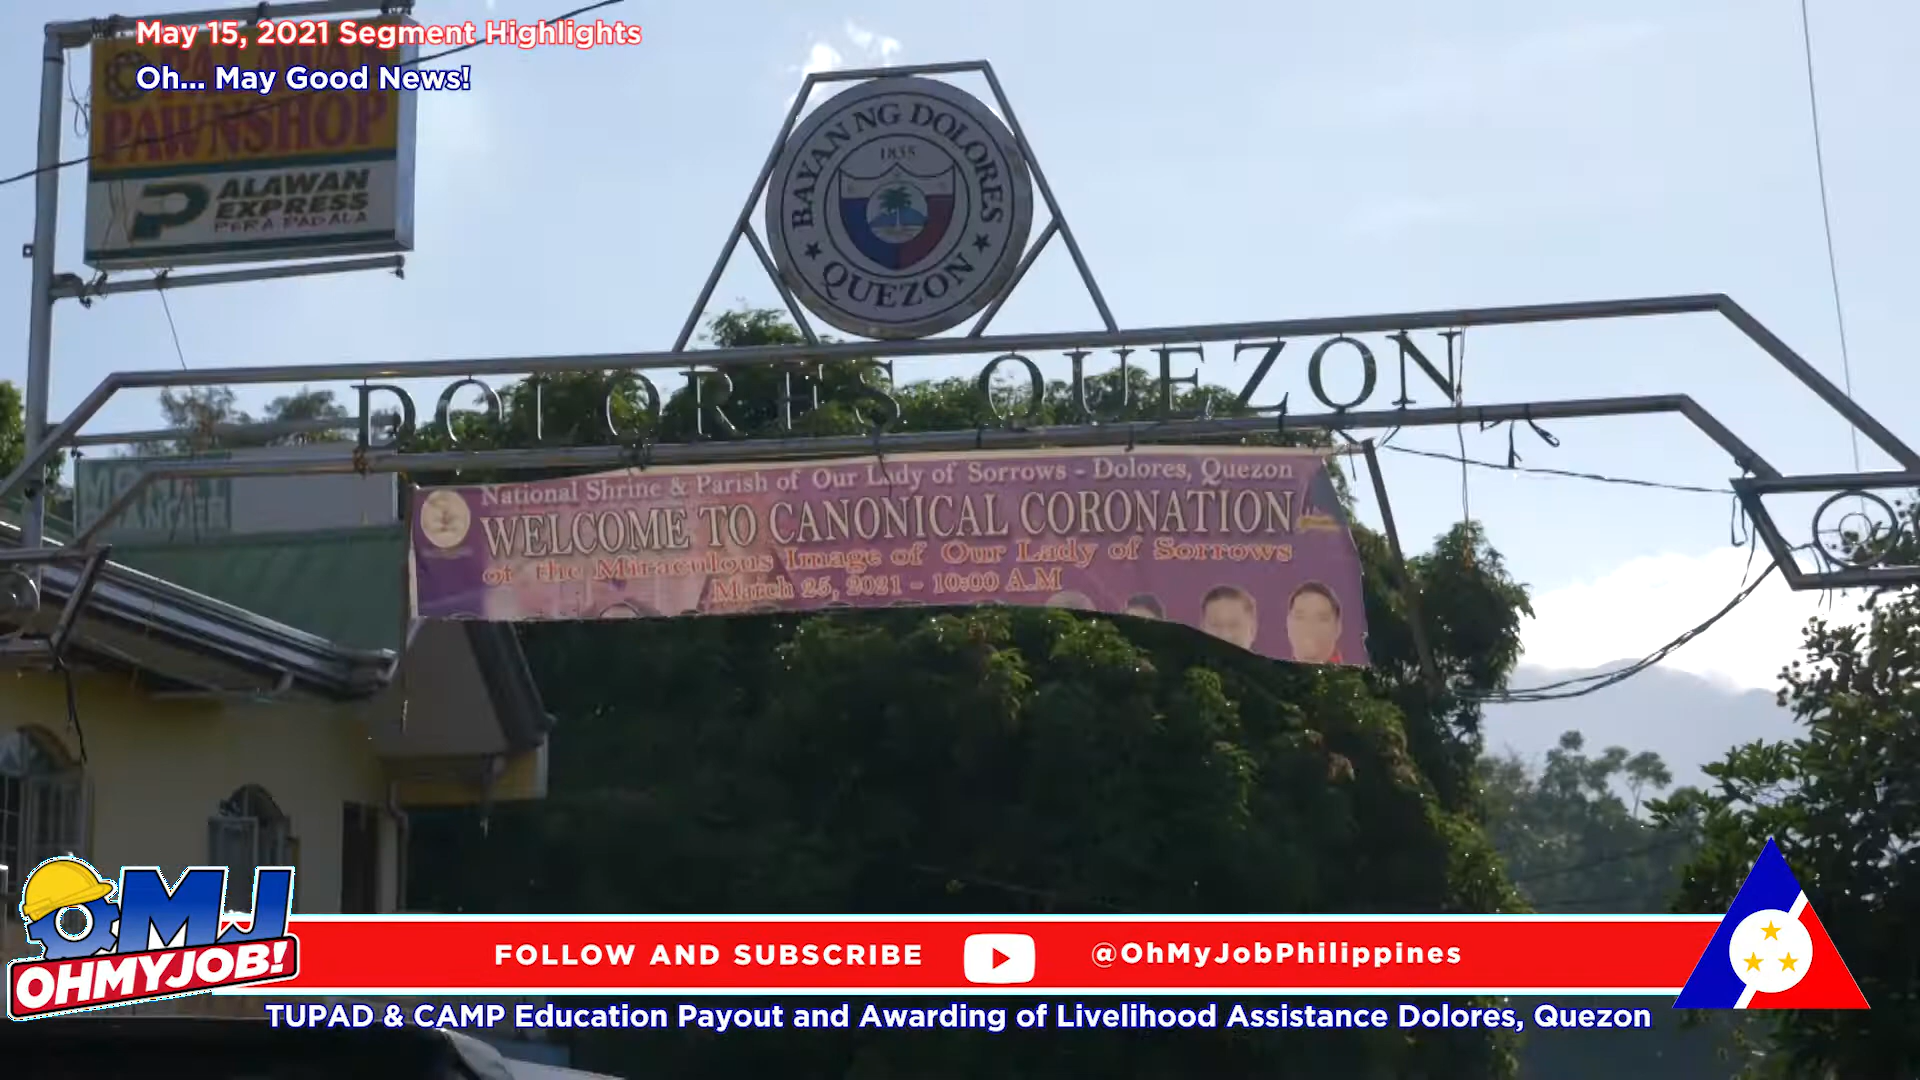 May 15, 2021 Segment Highlights
Oh... May Good News!
PAWNSHOP
PALAWAN
EXPRESS
PERA PADALA
BAYAN NG DOLORES
1835
QUEZON
DOLORES QUEZON
National Shrine & Parish of Our Lady of Sorrows - Dolores, Quezon
WELCOME TO CANONICAL CORONATION
of the Miraculous Image of Our Lady of Sorrows
March 25, 2021 - 10:00 A.M
OMJ
OHMYJOB!
FOLLOW AND SUBSCRIBE
@OhMyJobPhilippines
TUPAD & CAMP Education Payout and Awarding of Livelihood Assistance Dolores, Quezon